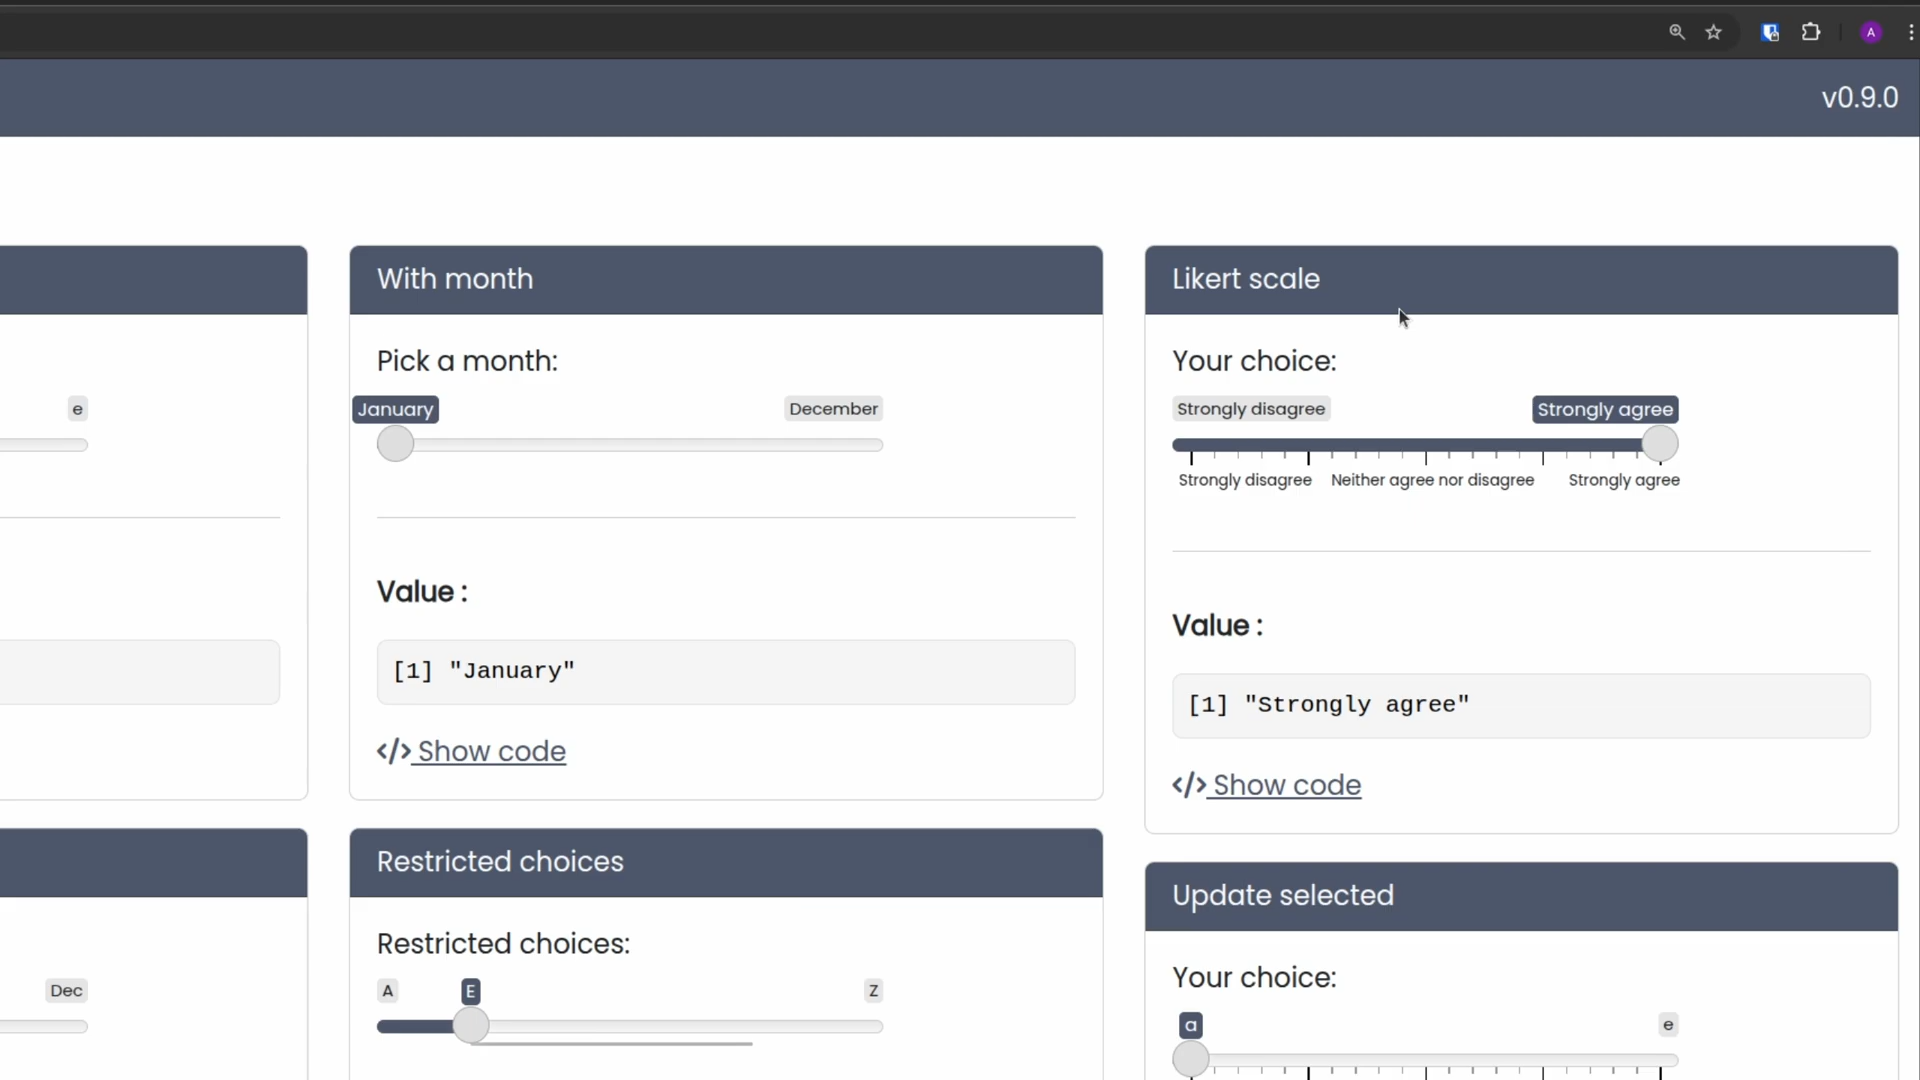 A
v0.9.0
e
With month
Pick a month:
January
December
Value :
[1] "January"
</> Show code
Likert scale
Your choice:
Strongly disagree
Strongly agree
Strongly disagree Neither agree nor disagree Strongly agree
Value :
[1] "Strongly agree"
</> Show code
Dec
Restricted choices
Restricted choices:
A E Z
Update selected
Your choice:
a e